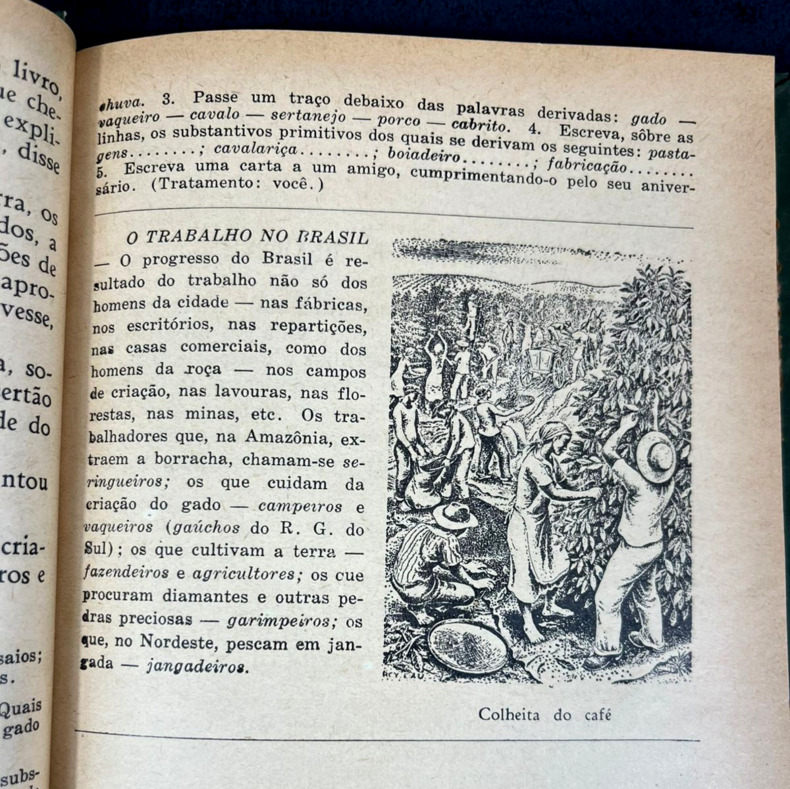 livro,
ue che-
expli-
, disse
rra, os
dos, a
ões de
apro-
vesse,
a, so-
ertão
de do
ntou
cria-
ros e
saios;
s.
Quais
gado
subs-
chuva. 3. Passe um traço debaixo das palavras derivadas: gado —
vaqueiro — cavalo — sertanejo — porco — cabrito. 4. Escreva, sôbre as
linhas, os substantivos primitivos dos quais se derivam os seguintes: pasta-
gens........; cavalariça........; boiadeiro........; fabricação........
5. Escreva uma carta a um amigo, cumprimentando-o pelo seu aniver-
sário. (Tratamento: você.)
O TRABALHO NO BRASIL
— O progresso do Brasil é re-
sultado do trabalho não só dos
homens da cidade — nas fábricas,
nos escritórios, nas repartições,
nas casas comerciais, como dos
homens da roça — nos campos
de criação, nas lavouras, nas flo-
restas, nas minas, etc. Os tra-
balhadores que, na Amazônia, ex-
traem a borracha, chamam-se se-
ringueiros; os que cuidam da
criação do gado — campeiros e
vaqueiros (gaúchos do R. G. do
Sul); os que cultivam a terra —
fazendeiros e agricultores; os cue
procuram diamantes e outras pe-
dras preciosas — garimpeiros; os
que, no Nordeste, pescam em jan-
gada — jangadeiros.
Colheita do café